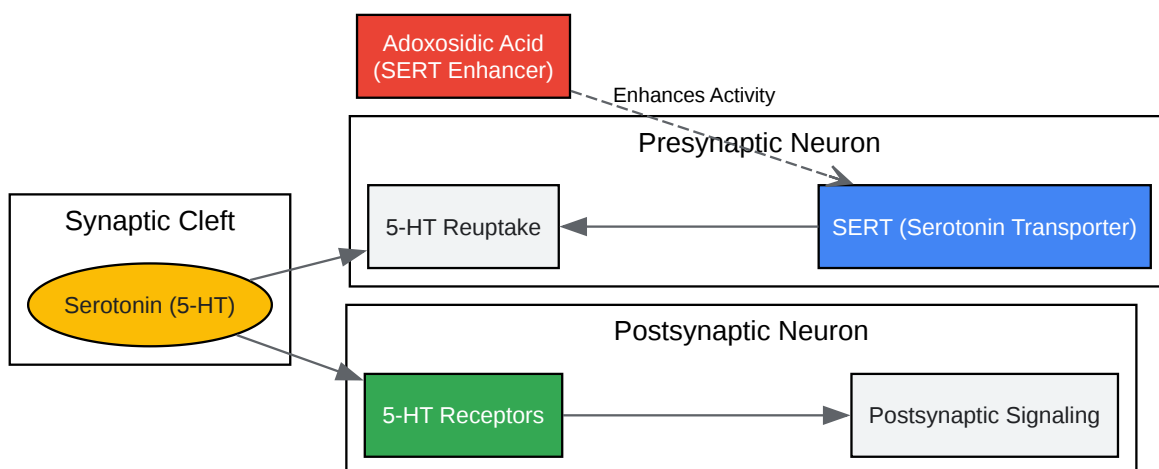 Adoxosidic Acid
(SERT Enhancer)
Enhances Activity
Presynaptic Neuron
5-HT Reuptake
SERT (Serotonin Transporter)
Synaptic Cleft
Serotonin (5-HT)
Postsynaptic Neuron
5-HT Receptors
Postsynaptic Signaling